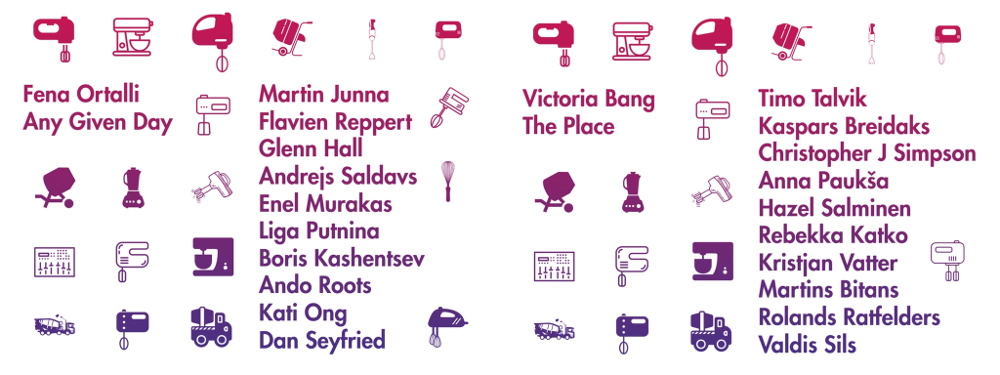 Fena Ortalli
Any Given Day
Martin Junna
Flavien Reppert
Glenn Hall
Andrejs Saldavs
Enel Murakas
Liga Putnina
Boris Kashentsev
Ando Roots
Kati Ong
Dan Seyfried
Victoria Bang
The Place
Timo Talvik
Kaspars Breidaks
Christopher J Simpson
Anna Paukša
Hazel Salminen
Rebekka Katko
Kristjan Vatter
Martins Bitans
Rolands Ratfelders
Valdis Sils